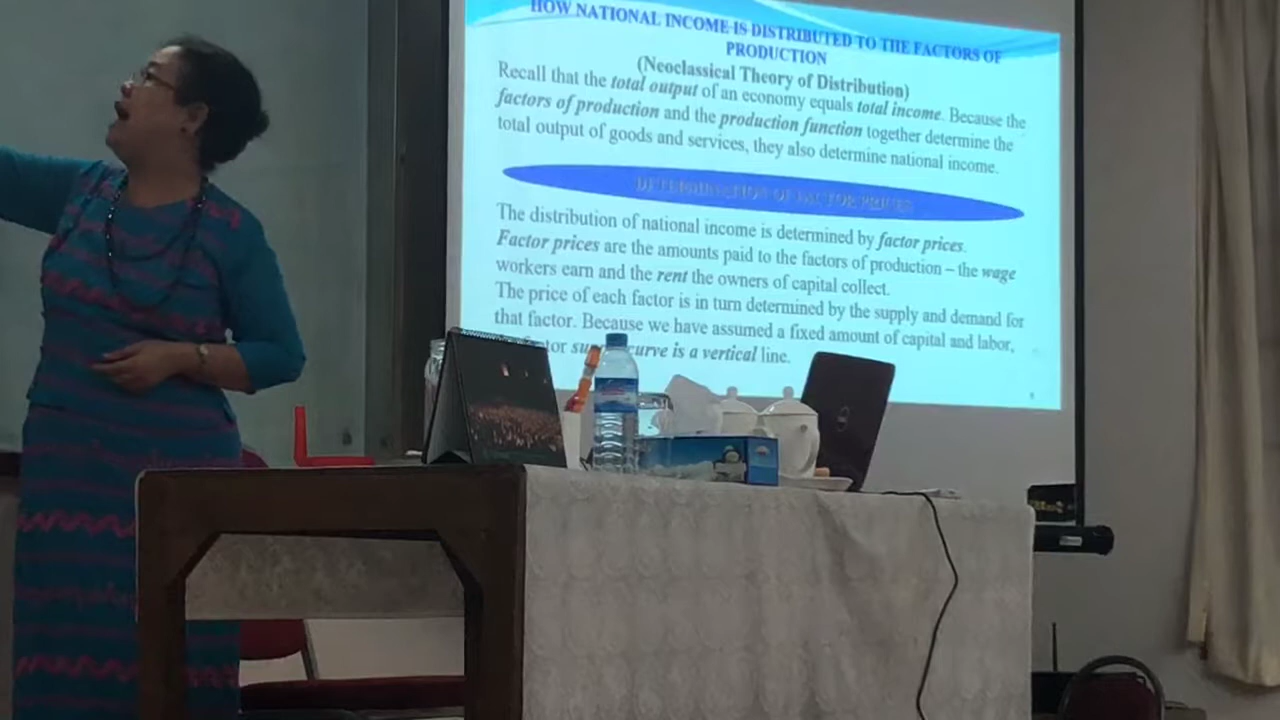 HOW NATIONAL INCOME IS DISTRIBUTED TO THE FACTORS OF
PRODUCTION
(Neoclassical Theory of Distribution)
Recall that the total output of an economy equals total income. Because the
factors of production and the production function together determine the
total output of goods and services, they also determine national income.
DETERMINATION OF FACTOR PRICES
The distribution of national income is determined by factor prices.
Factor prices are the amounts paid to the factors of production – the wage
workers earn and the rent the owners of capital collect.
The price of each factor is in turn determined by the supply and demand for
that factor. Because we have assumed a fixed amount of capital and labor,
curve is a vertical line.